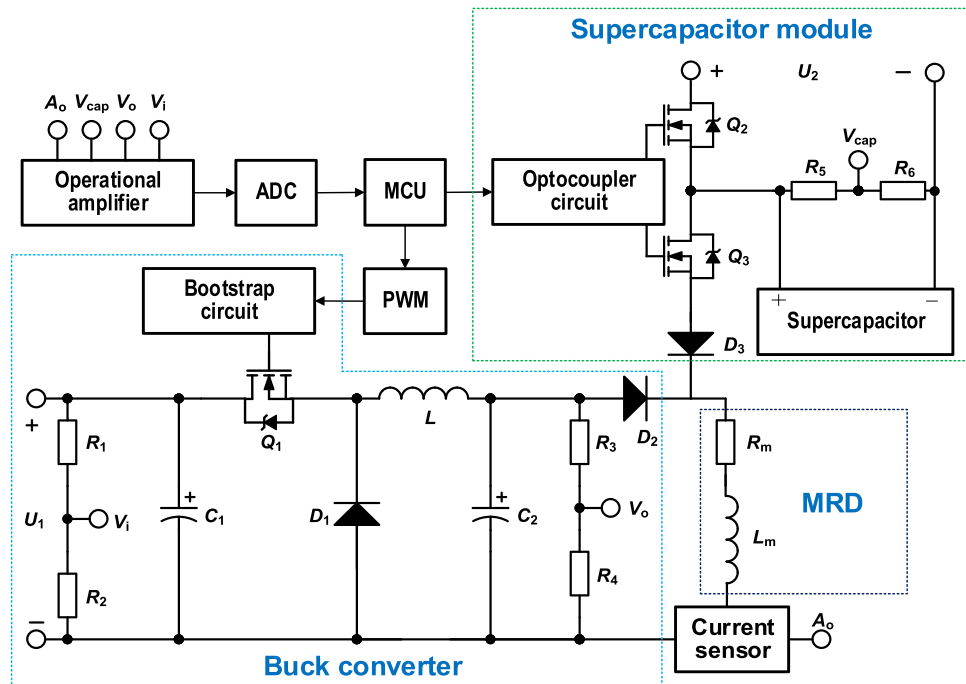 Supercapacitor module
+ U2 −
Ao Vcap Vo Vi
Operational
amplifier
ADC
MCU
Optocoupler
circuit
Q2
Vcap
R5 R6
Q3
Bootstrap
circuit
PWM
+ −
Supercapacitor
D3
+
Q1
L
D2
R1
R3
Rm
MRD
U1
Vi
+
C1
D1
+
C2
Vo
Lm
R2
R4
−
Current
sensor
Ao
Buck converter